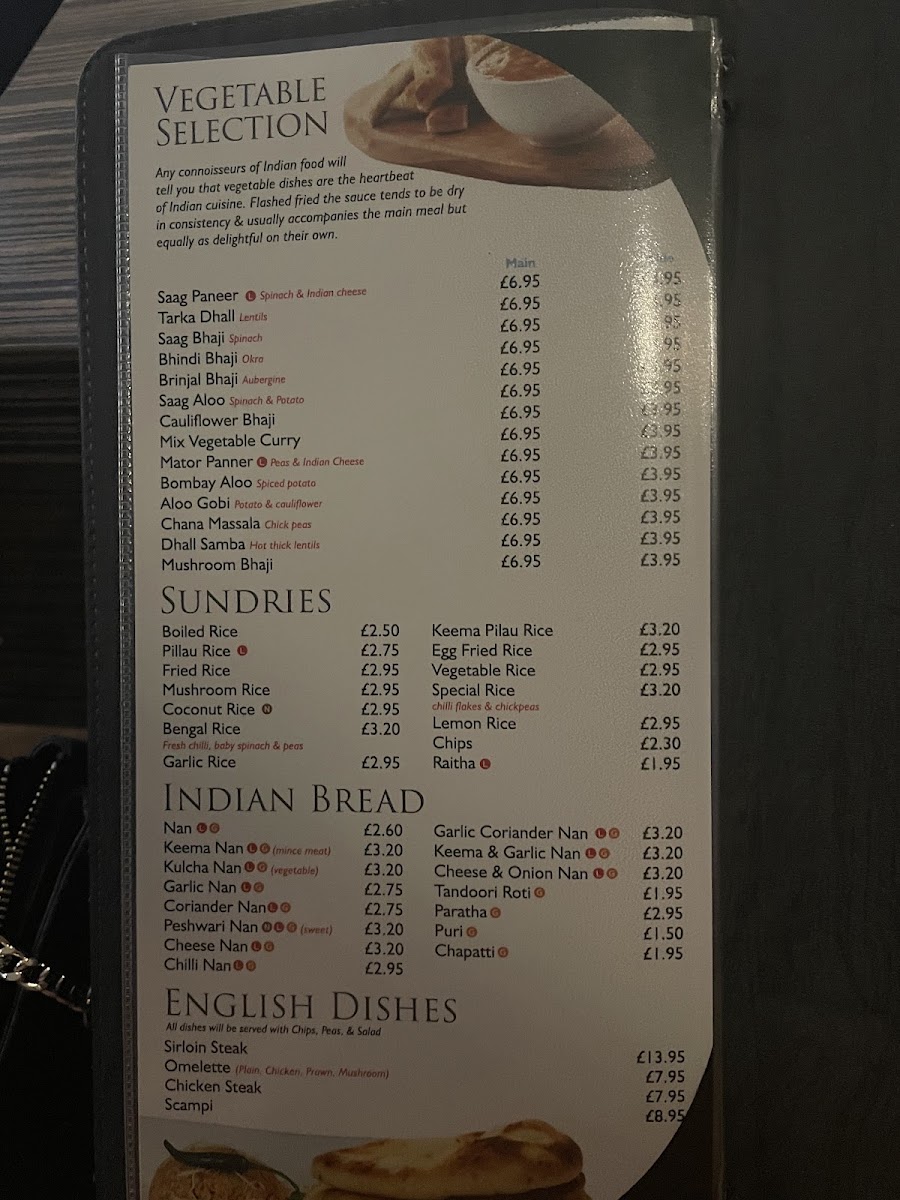 VEGETABLE
SELECTION
Any connoisseurs of Indian food will
tell you that vegetable dishes are the heartbeat
of Indian cuisine. Flashed fried the sauce tends to be dry
in consistency & usually accompanies the main meal but
equally as delightful on their own.
Main
Saag Paneer L Spinach & Indian cheese £6.95 .95
Tarka Dhall Lentils £6.95 .95
Saag Bhaji Spinach £6.95 .95
Bhindi Bhaji Okra £6.95 .95
Brinjal Bhaji Aubergine £6.95 .95
Saag Aloo Spinach & Potato £6.95 .95
Cauliflower Bhaji £6.95 £3.95
Mix Vegetable Curry £6.95 £3.95
Mator Panner L Peas & Indian Cheese £6.95 £3.95
Bombay Aloo Spiced potato £6.95 £3.95
Aloo Gobi Potato & cauliflower £6.95 £3.95
Chana Massala Chick peas £6.95 £3.95
Dhall Samba Hot thick lentils £6.95 £3.95
Mushroom Bhaji £6.95 £3.95
SUNDRIES
Boiled Rice £2.50
Pillau Rice L £2.75
Fried Rice £2.95
Mushroom Rice £2.95
Coconut Rice N £2.95
Bengal Rice £3.20
Fresh chilli, baby spinach & peas
Garlic Rice £2.95
Keema Pilau Rice £3.20
Egg Fried Rice £2.95
Vegetable Rice £2.95
Special Rice £3.20
chilli flakes & chickpeas
Lemon Rice £2.95
Chips £2.30
Raitha L £1.95
INDIAN BREAD
Nan L G £2.60
Keema Nan L G (mince meat) £3.20
Kulcha Nan L G (vegetable) £3.20
Garlic Nan L G £2.75
Coriander Nan L G £2.75
Peshwari Nan N L G (sweet) £3.20
Cheese Nan L G £3.20
Chilli Nan L G £2.95
Garlic Coriander Nan L G £3.20
Keema & Garlic Nan L G £3.20
Cheese & Onion Nan L G £3.20
Tandoori Roti G £1.95
Paratha G £2.95
Puri G £1.50
Chapatti G £1.95
ENGLISH DISHES
All dishes will be served with Chips, Peas, & Salad
Sirloin Steak £13.95
Omelette (Plain, Chicken, Prawn, Mushroom) £7.95
Chicken Steak £7.95
Scampi £8.95